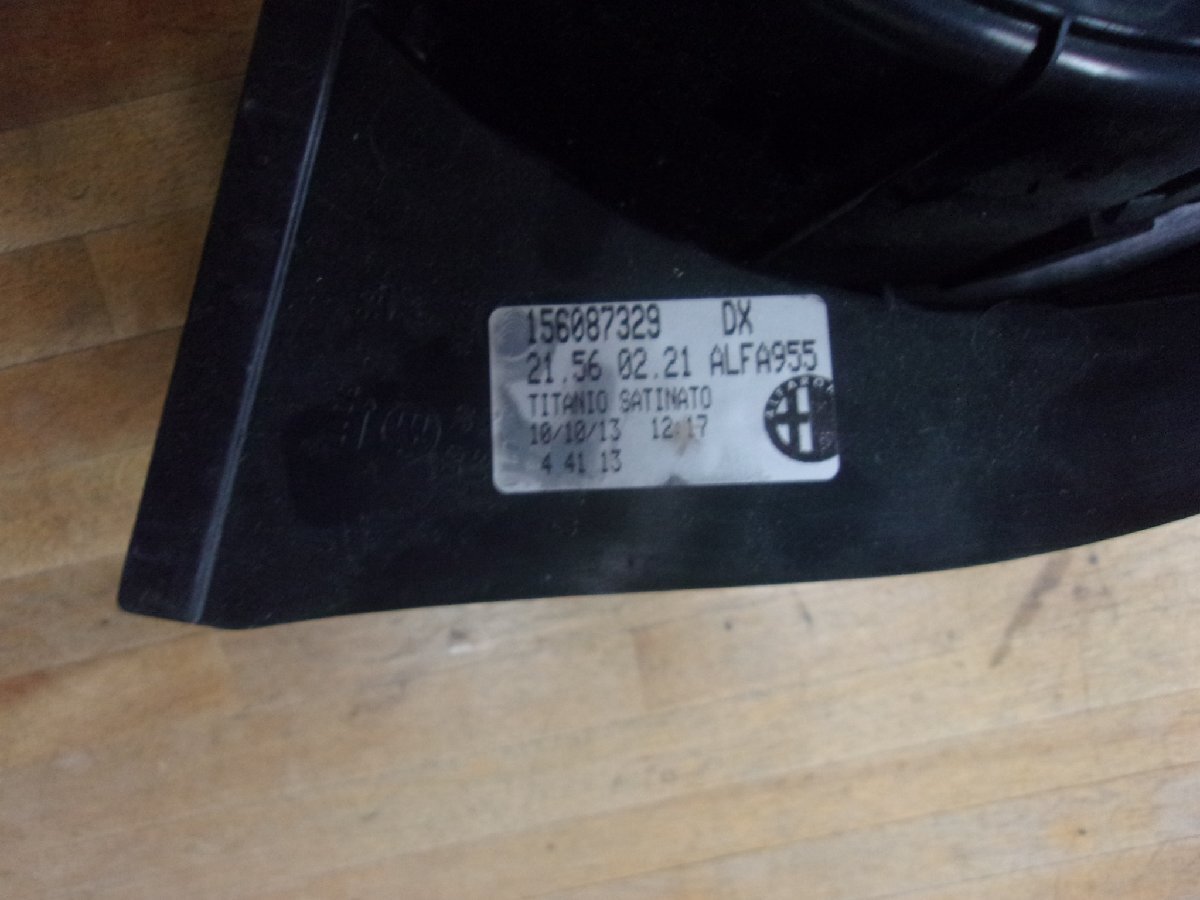 156087329 DX
21.56 02.21 ALFA955
TITANIO SATINATO
10/10/13 12:17
4 41 13